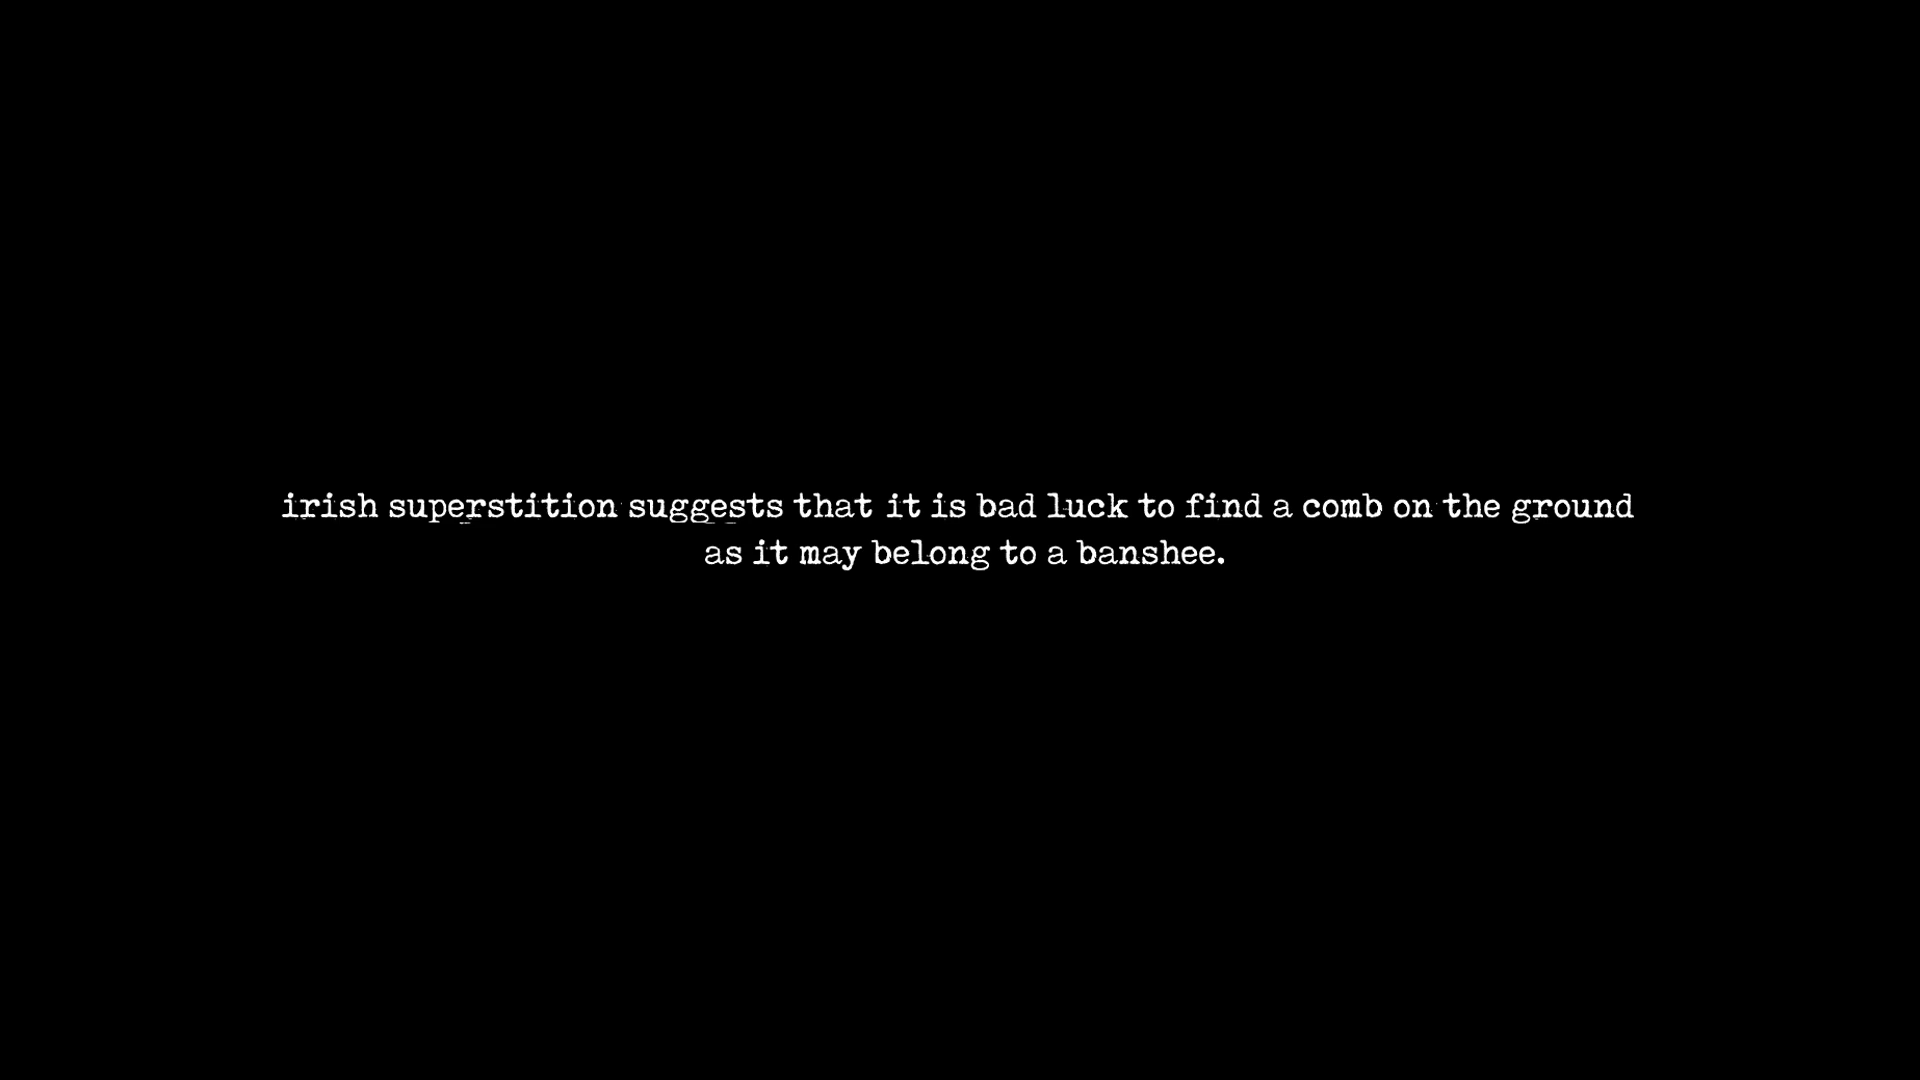 irish superstition suggests that it is bad luck to find a comb on the ground
as it may belong to a banshee.